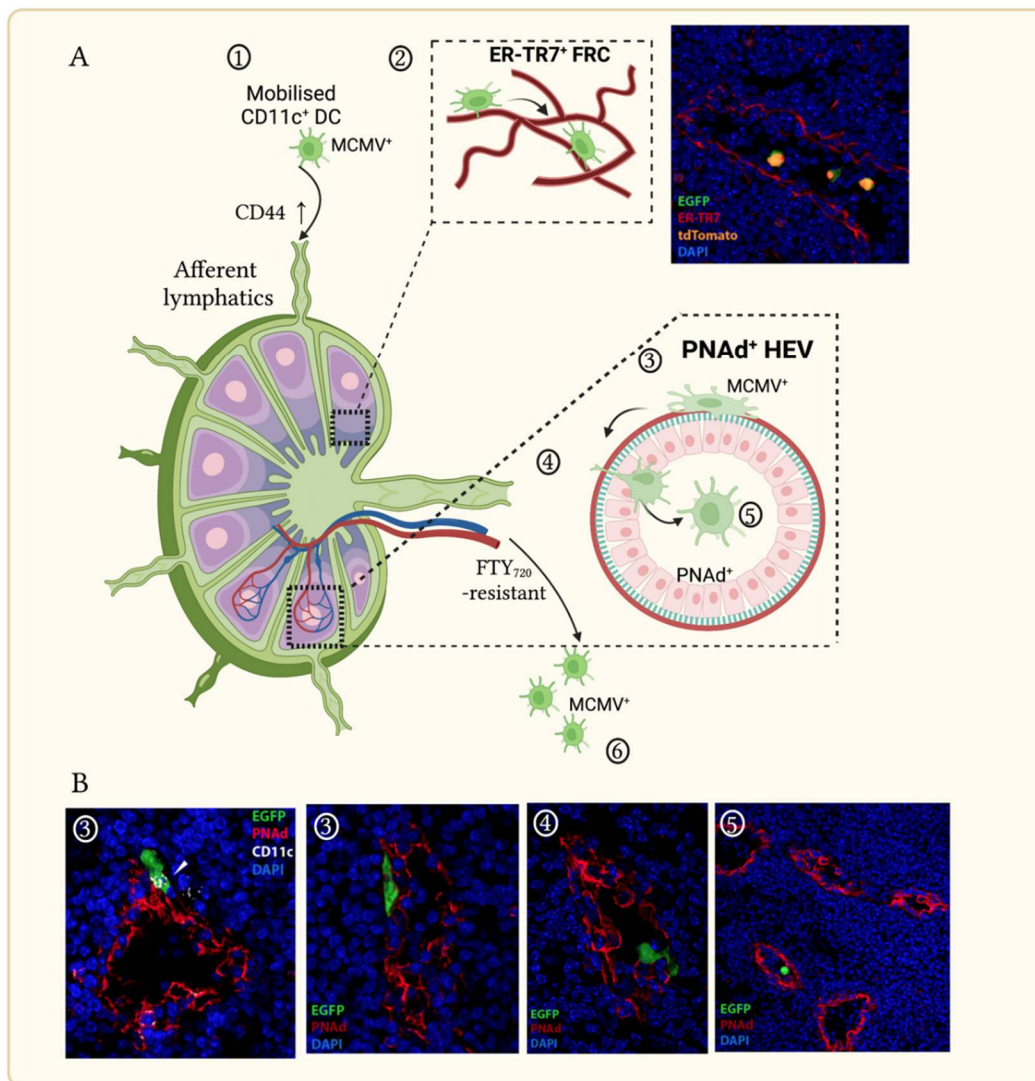 A
①
Mobilised
CD11c⁺ DC
MCMV⁺
CD44 ↑
Afferent
lymphatics
②
ER-TR7⁺ FRC
EGFP
ER-TR7
tdTomato
DAPI
PNAd⁺ HEV
③
MCMV⁺
④
⑤
PNAd⁺
FTY₇₂₀
-resistant
MCMV⁺
⑥
B
③
EGFP
PNAd
CD11c
DAPI
③
EGFP
PNAd
DAPI
④
EGFP
PNAd
DAPI
⑤
EGFP
PNAd
DAPI